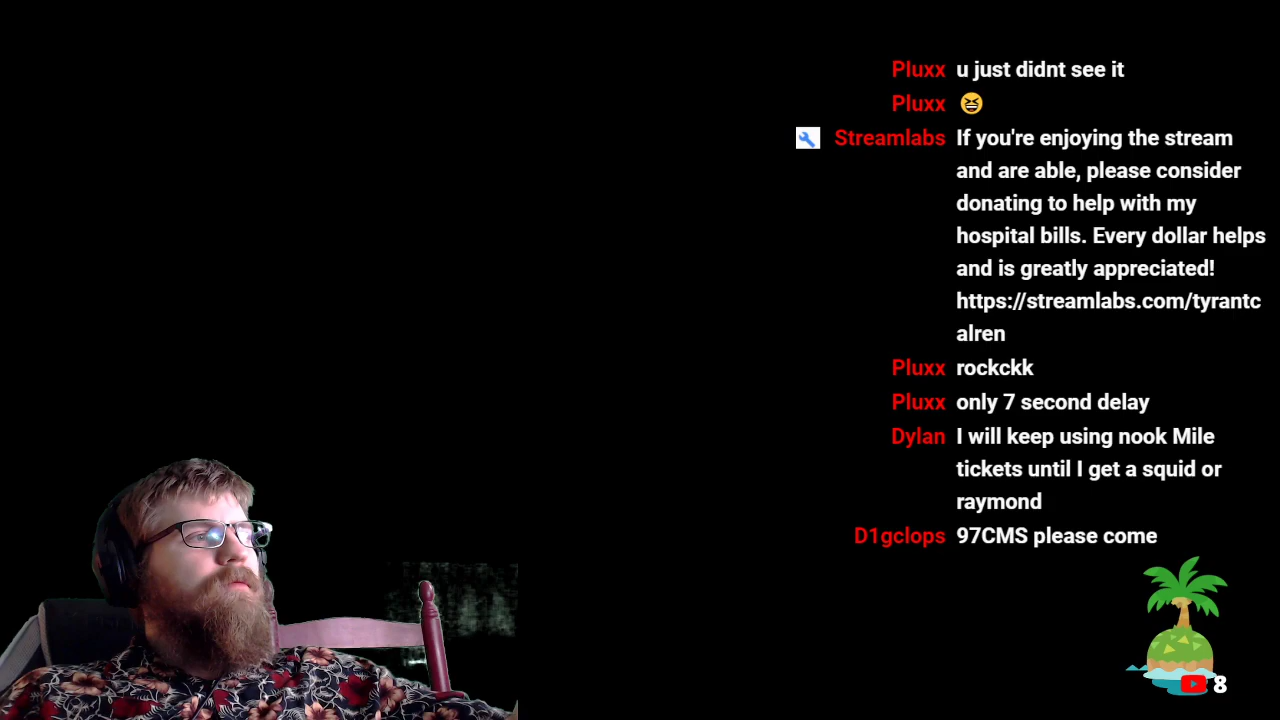 Pluxx u just didnt see it
Pluxx 😆
Streamlabs If you're enjoying the stream
and are able, please consider
donating to help with my
hospital bills. Every dollar helps
and is greatly appreciated!
https://streamlabs.com/tyrantc
alren
Pluxx rockckk
Pluxx only 7 second delay
Dylan I will keep using nook Mile
tickets until I get a squid or
raymond
D1gclops 97CMS please come
8